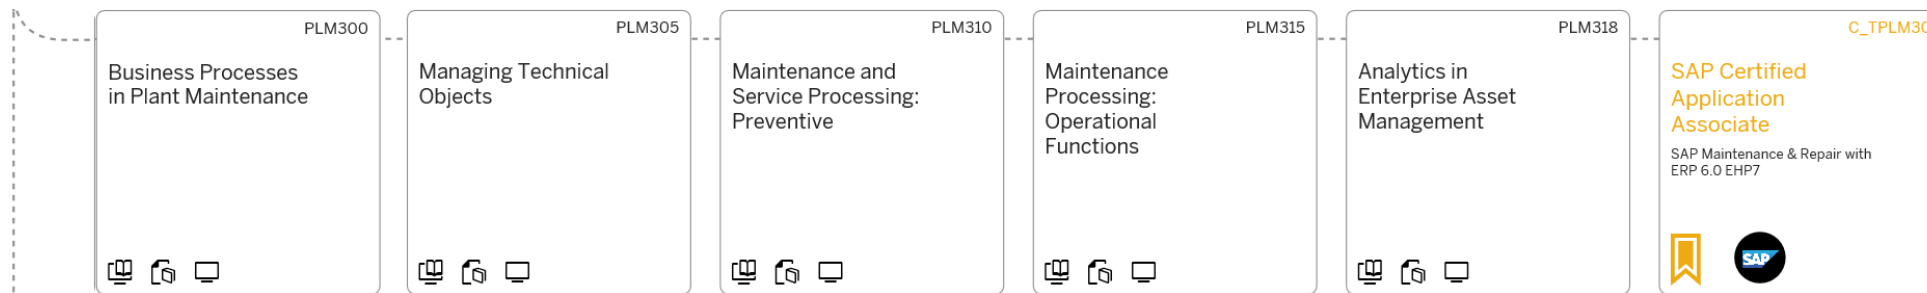 PLM300
Business Processes
in Plant Maintenance
PLM305
Managing Technical
Objects
PLM310
Maintenance and
Service Processing:
Preventive
PLM315
Maintenance
Processing:
Operational
Functions
PLM318
Analytics in
Enterprise Asset
Management
C_TPLM30
SAP Certified
Application
Associate
SAP Maintenance & Repair with
ERP 6.0 EHP7
SAP